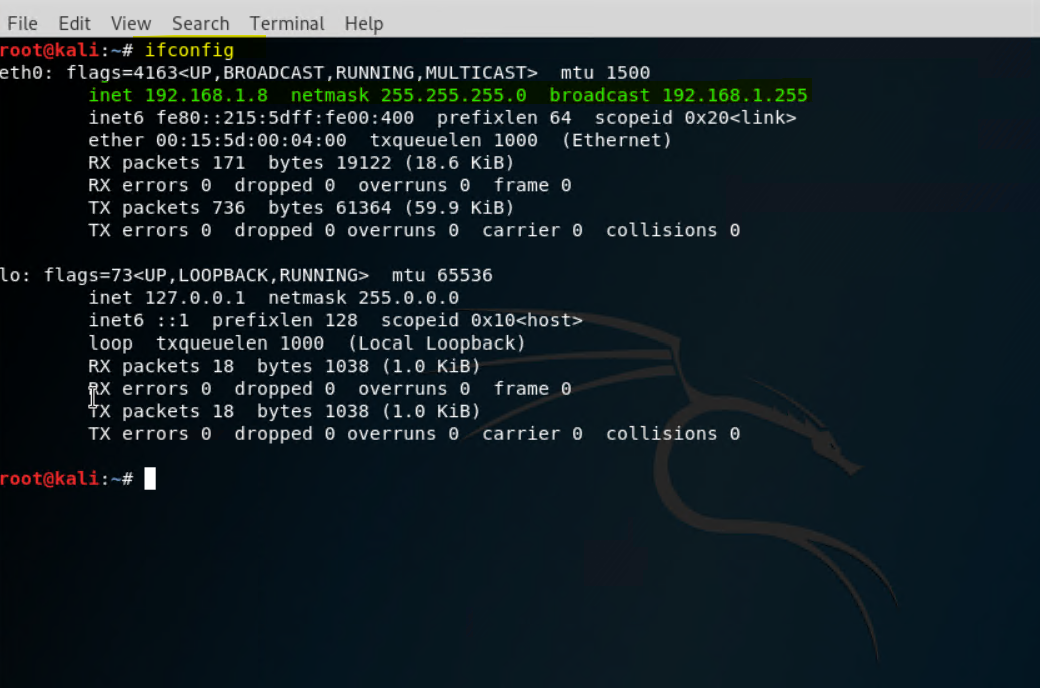 File Edit View Search Terminal Help
root@kali:~# ifconfig
eth0: flags=4163<UP,BROADCAST,RUNNING,MULTICAST>  mtu 1500
        inet 192.168.1.8  netmask 255.255.255.0  broadcast 192.168.1.255
        inet6 fe80::215:5dff:fe00:400  prefixlen 64  scopeid 0x20<link>
        ether 00:15:5d:00:04:00  txqueuelen 1000  (Ethernet)
        RX packets 171  bytes 19122 (18.6 KiB)
        RX errors 0  dropped 0  overruns 0  frame 0
        TX packets 736  bytes 61364 (59.9 KiB)
        TX errors 0  dropped 0 overruns 0  carrier 0  collisions 0
lo: flags=73<UP,LOOPBACK,RUNNING>  mtu 65536
        inet 127.0.0.1  netmask 255.0.0.0
        inet6 ::1  prefixlen 128  scopeid 0x10<host>
        loop  txqueuelen 1000  (Local Loopback)
        RX packets 18  bytes 1038 (1.0 KiB)
        RX errors 0  dropped 0  overruns 0  frame 0
        TX packets 18  bytes 1038 (1.0 KiB)
        TX errors 0  dropped 0 overruns 0  carrier 0  collisions 0
root@kali:~#